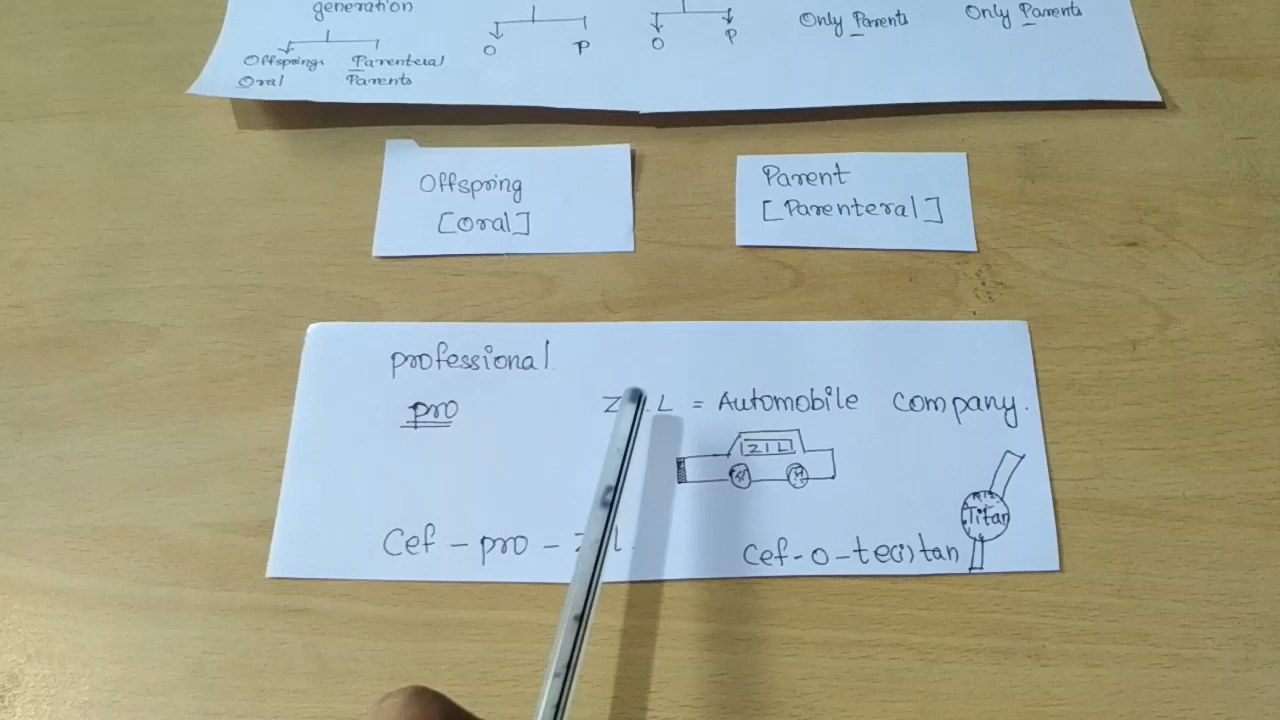 generation
Offsprings Parenteral
Oral Parents
O P
O P
Only Parents
Only Parents
Offspring
[Oral]
Parent
[Parenteral]
professional.
pro
= Automobile company.
ZIL
Titan
Cef - pro -
Cef-o-te(i)tan